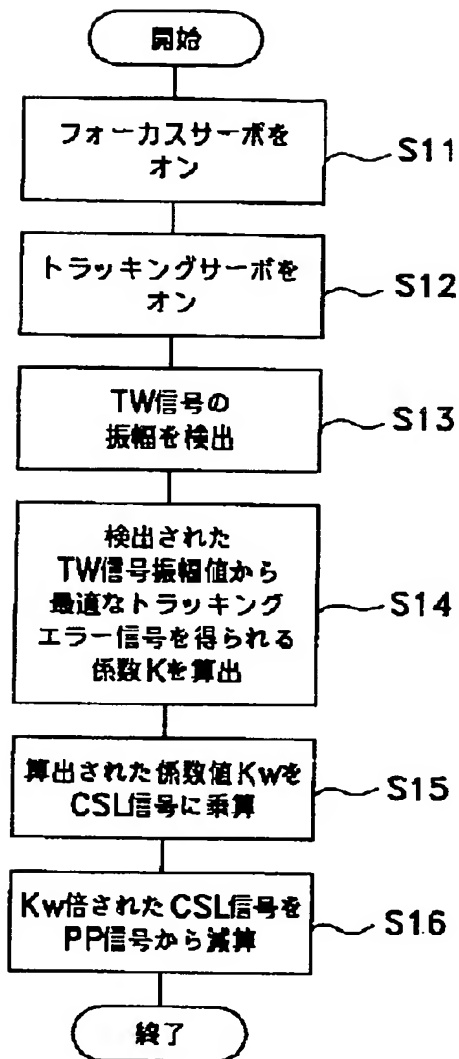 開始
フォーカスサーボを
オン
S11
トラッキングサーボを
オン
S12
TW信号の
振幅を検出
S13
検出された
TW信号振幅値から
最適なトラッキング
エラー信号を得られる
係数Kを算出
S14
算出された係数値Kwを
CSL信号に乗算
S15
Kw倍されたCSL信号を
PP信号から減算
S16
終了